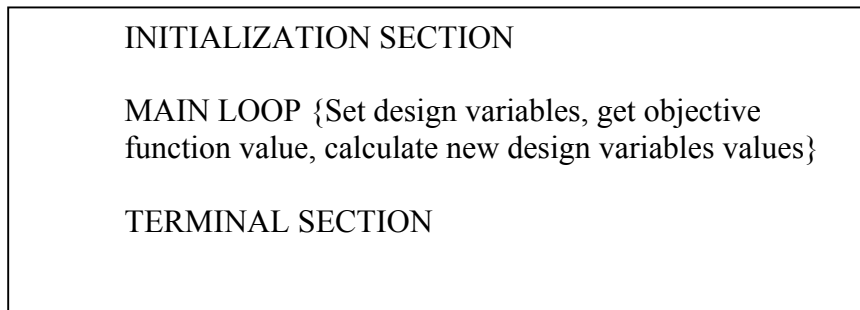 INITIALIZATION SECTION
MAIN LOOP {Set design variables, get objective
function value, calculate new design variables values}
TERMINAL SECTION